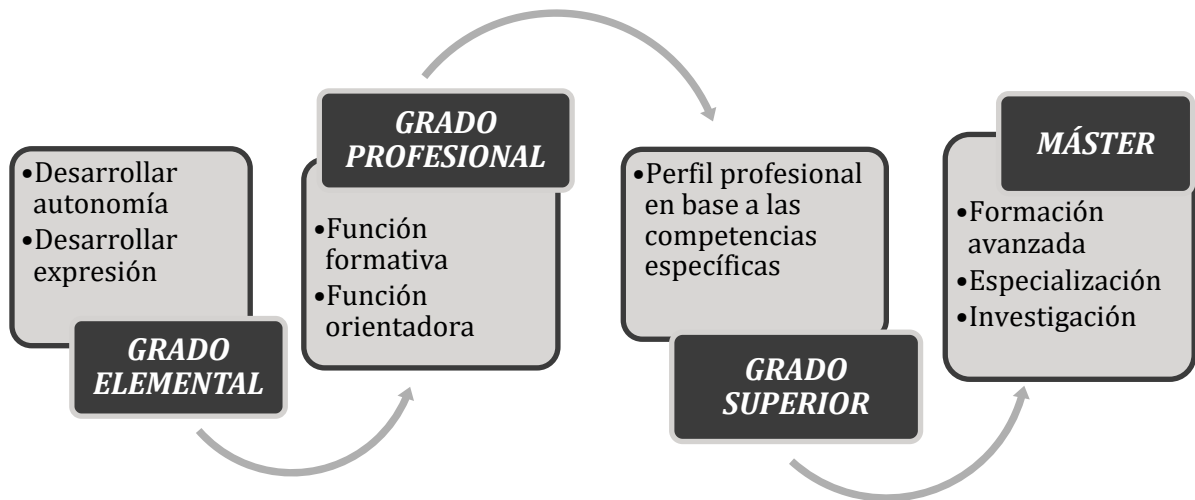 •Desarrollar
autonomía
•Desarrollar
expresión
GRADO
ELEMENTAL
GRADO
PROFESIONAL
•Función
formativa
•Función
orientadora
•Perfil profesional
en base a las
competencias
específicas
GRADO
SUPERIOR
MÁSTER
•Formación
avanzada
•Especialización
•Investigación